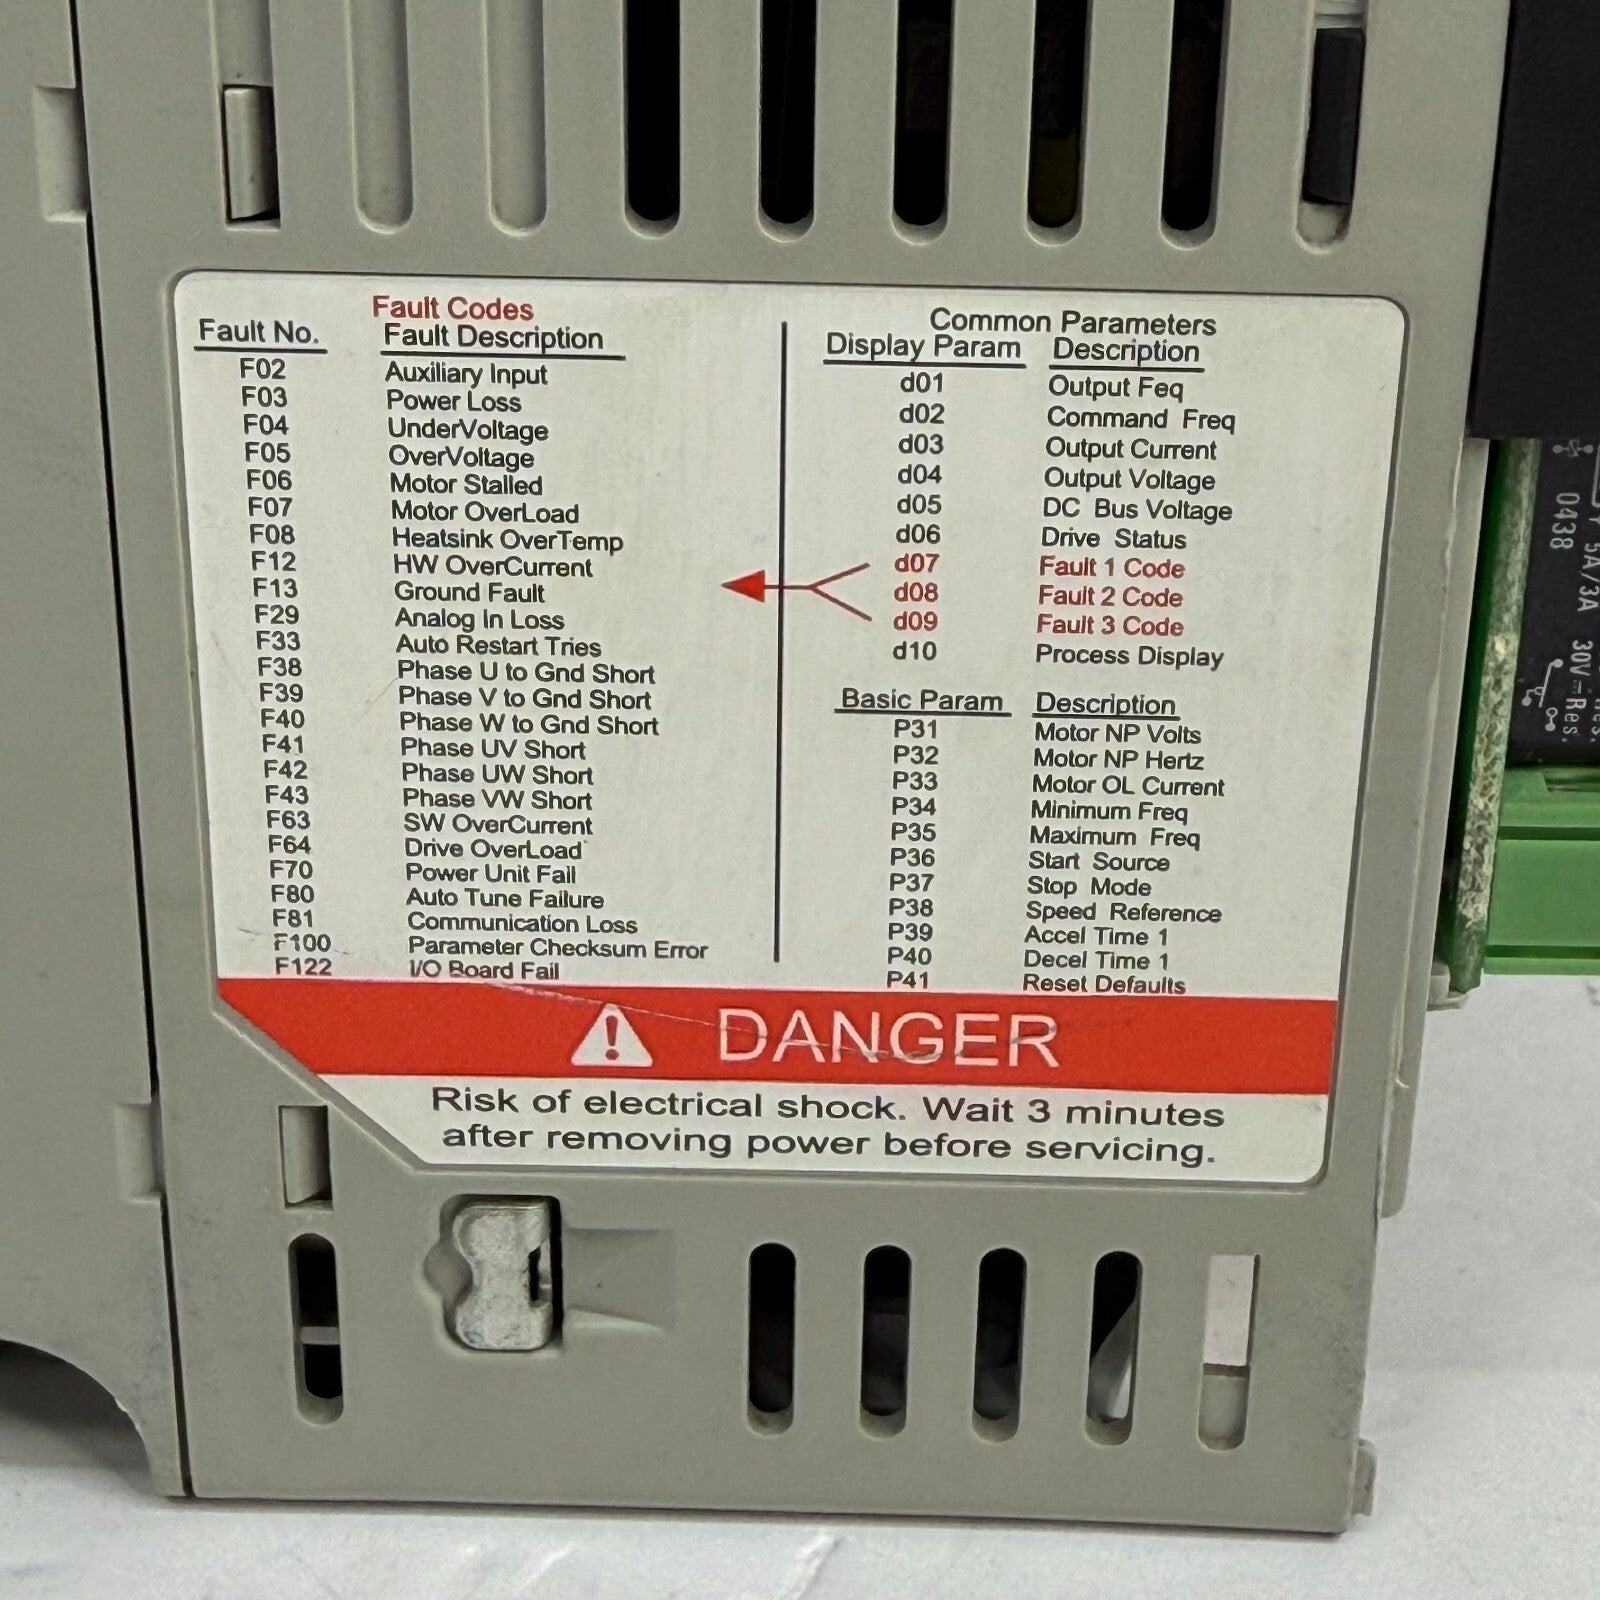 Fault Codes
Fault No. Fault Description
F02 Auxiliary Input
F03 Power Loss
F04 UnderVoltage
F05 OverVoltage
F06 Motor Stalled
F07 Motor OverLoad
F08 Heatsink OverTemp
F12 HW OverCurrent
F13 Ground Fault
F29 Analog In Loss
F33 Auto Restart Tries
F38 Phase U to Gnd Short
F39 Phase V to Gnd Short
F40 Phase W to Gnd Short
F41 Phase UV Short
F42 Phase UW Short
F43 Phase VW Short
F63 SW OverCurrent
F64 Drive OverLoad
F70 Power Unit Fail
F80 Auto Tune Failure
F81 Communication Loss
F100 Parameter Checksum Error
F122 I/O Board Fail
Common Parameters
Display Param Description
d01 Output Feq
d02 Command Freq
d03 Output Current
d04 Output Voltage
d05 DC Bus Voltage
d06 Drive Status
d07 Fault 1 Code
d08 Fault 2 Code
d09 Fault 3 Code
d10 Process Display
Basic Param Description
P31 Motor NP Volts
P32 Motor NP Hertz
P33 Motor OL Current
P34 Minimum Freq
P35 Maximum Freq
P36 Start Source
P37 Stop Mode
P38 Speed Reference
P39 Accel Time 1
P40 Decel Time 1
P41 Reset Defaults
DANGER
Risk of electrical shock. Wait 3 minutes
after removing power before servicing.
0438
5A/3A
30V Res.